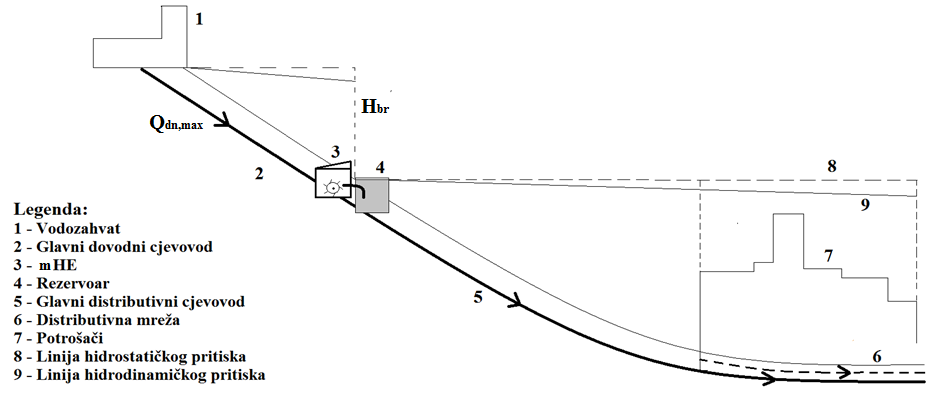 1
Hbr
Qdn,max
3
2
4
8
9
Legenda:
1 - Vodozahvat
2 - Glavni dovodni cjevovod
3 - mHE
4 - Rezervoar
5 - Glavni distributivni cjevovod
6 - Distributivna mreža
7 - Potrošači
8 - Linija hidrostatičkog pritiska
9 - Linija hidrodinamičkog pritiska
7
5
6